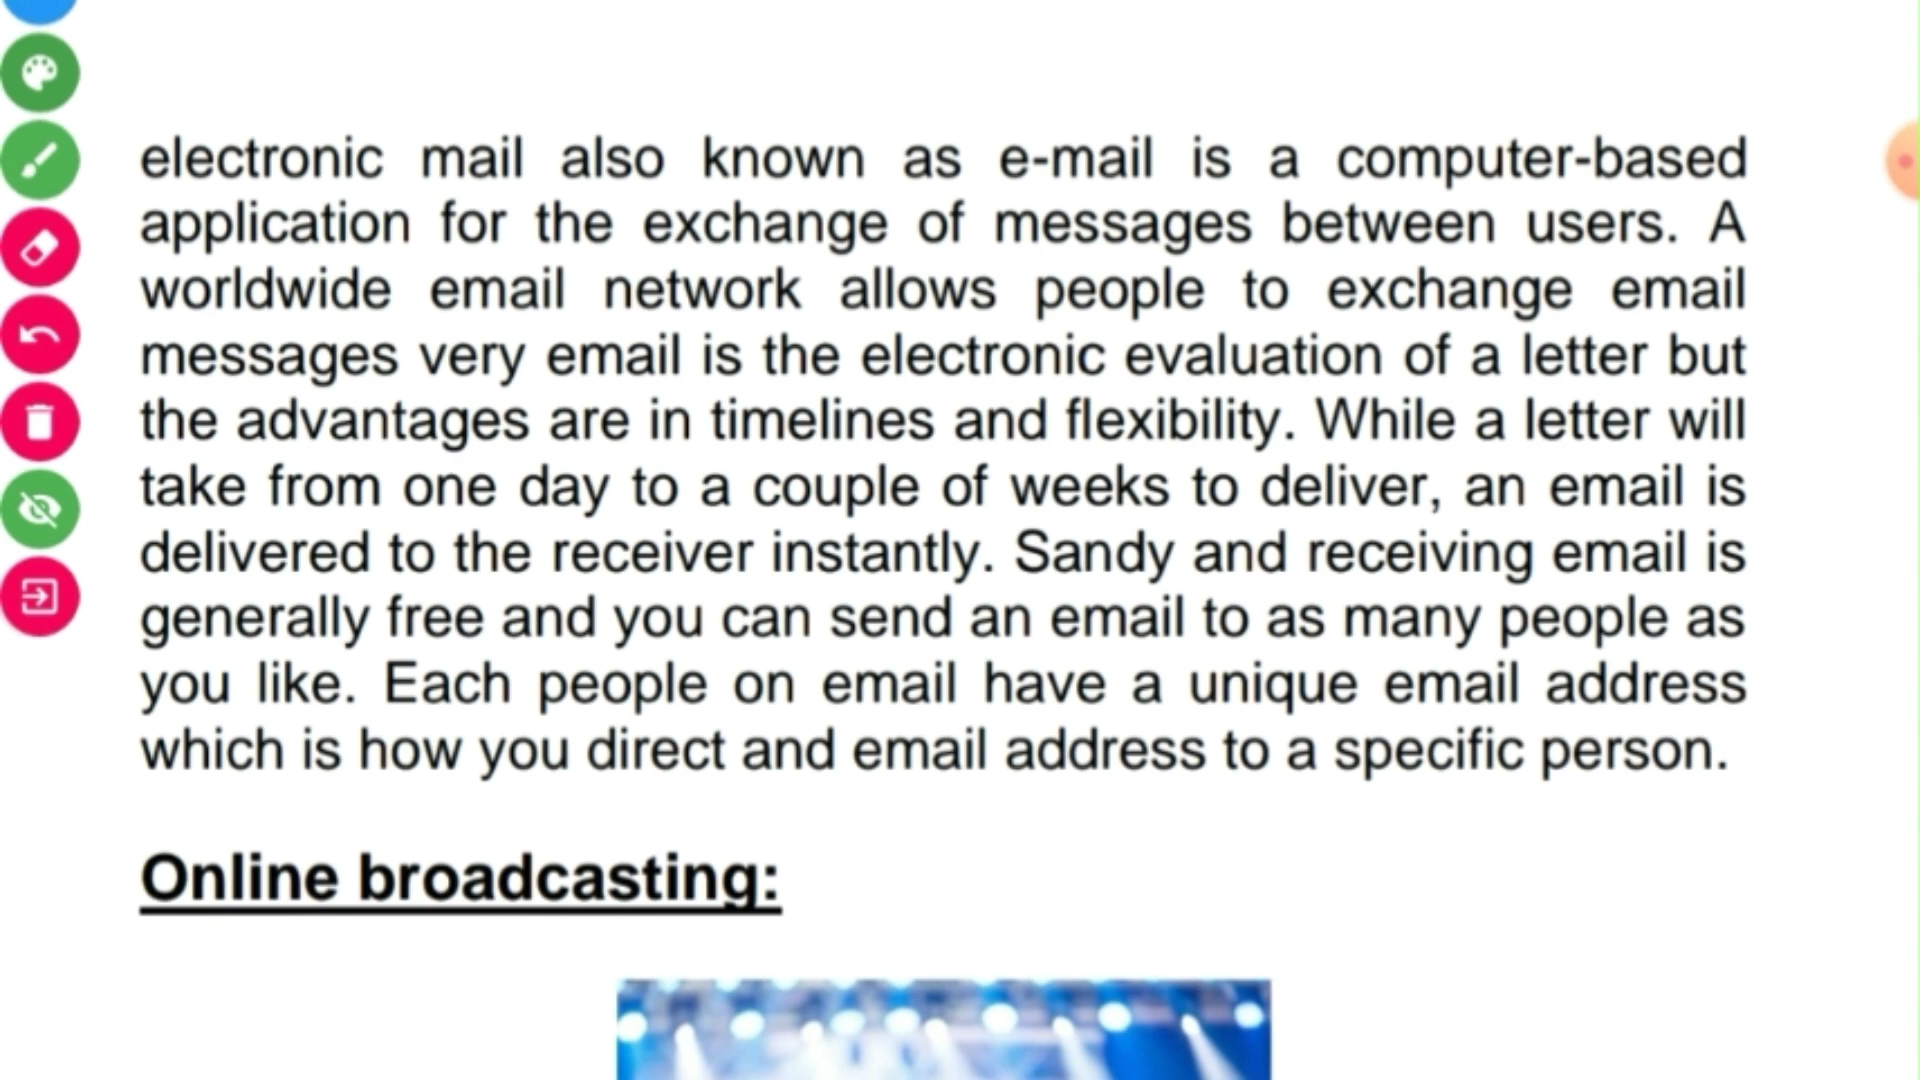 electronic mail also known as e-mail is a computer-based
application for the exchange of messages between users. A
worldwide email network allows people to exchange email
messages very email is the electronic evaluation of a letter but
the advantages are in timelines and flexibility. While a letter will
take from one day to a couple of weeks to deliver, an email is
delivered to the receiver instantly. Sandy and receiving email is
generally free and you can send an email to as many people as
you like. Each people on email have a unique email address
which is how you direct and email address to a specific person.
Online broadcasting: